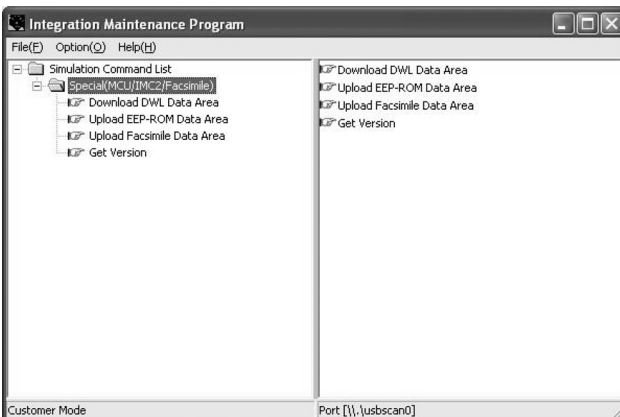 Integration Maintenance Program
File(F) Option(O) Help(H)
Simulation Command List
Special(MCU/IMC2/Facsimile)
Download DWL Data Area
Upload EEP-ROM Data Area
Upload Facsimile Data Area
Get Version
Download DWL Data Area
Upload EEP-ROM Data Area
Upload Facsimile Data Area
Get Version
Customer Mode
Port [\\.\usbscan0]